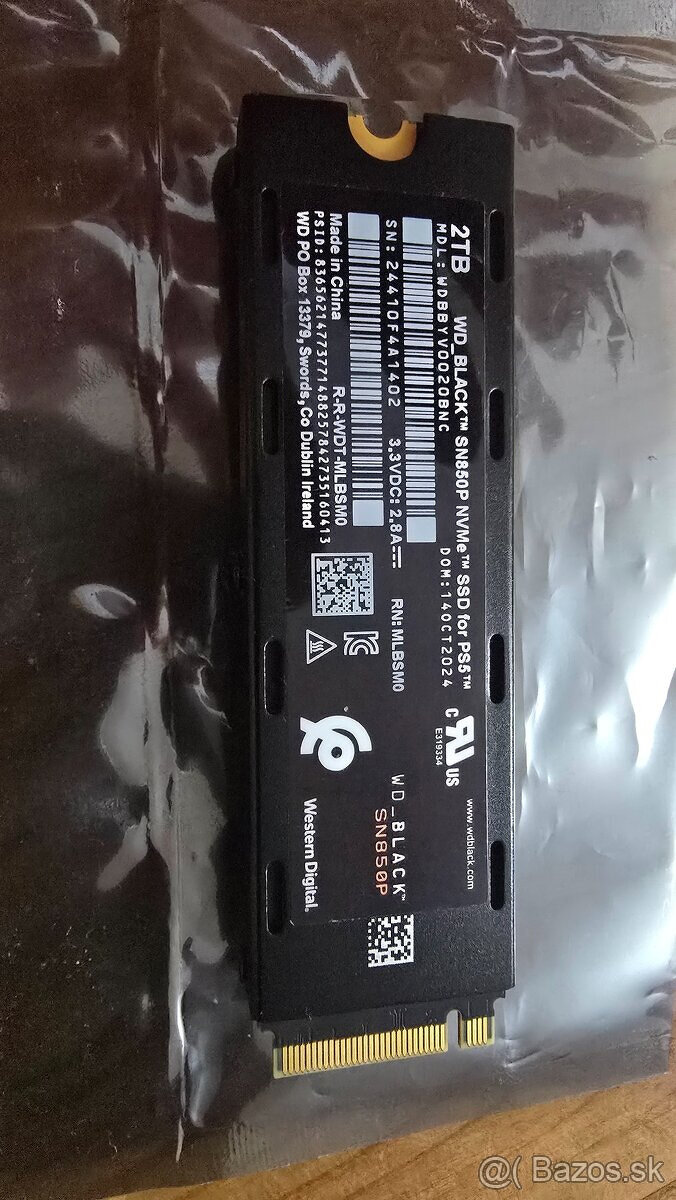 2TB WD_BLACK™ SN850P NVMe™ SSD for PS5™
MDL: WDBBYV0020BNC DOM:14OCT2024
SN: 24410F4A1402 3.3VDC: 2.8A RN:MLBSM0
Made in China R-R-WDT-MLBSM0
PSID: 83656214773771488257842735160413
WD PO Box 13379, Swords, Co Dublin Ireland
C UL US
E319334
www.wdblack.com
WD_BLACK™
SN850P
Western Digital.
@( Bazos.sk